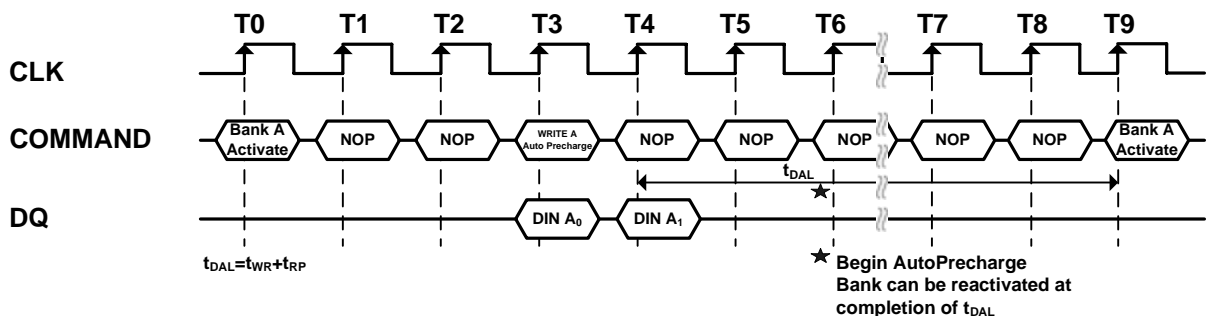 T0 T1 T2 T3 T4 T5 T6 T7 T8 T9
CLK
COMMAND
Bank A Activate NOP NOP WRITE A Auto Precharge NOP NOP NOP NOP NOP Bank A Activate
tDAL
DQ
DIN A0 DIN A1
tDAL=tWR+tRP
Begin AutoPrecharge
Bank can be reactivated at
completion of tDAL